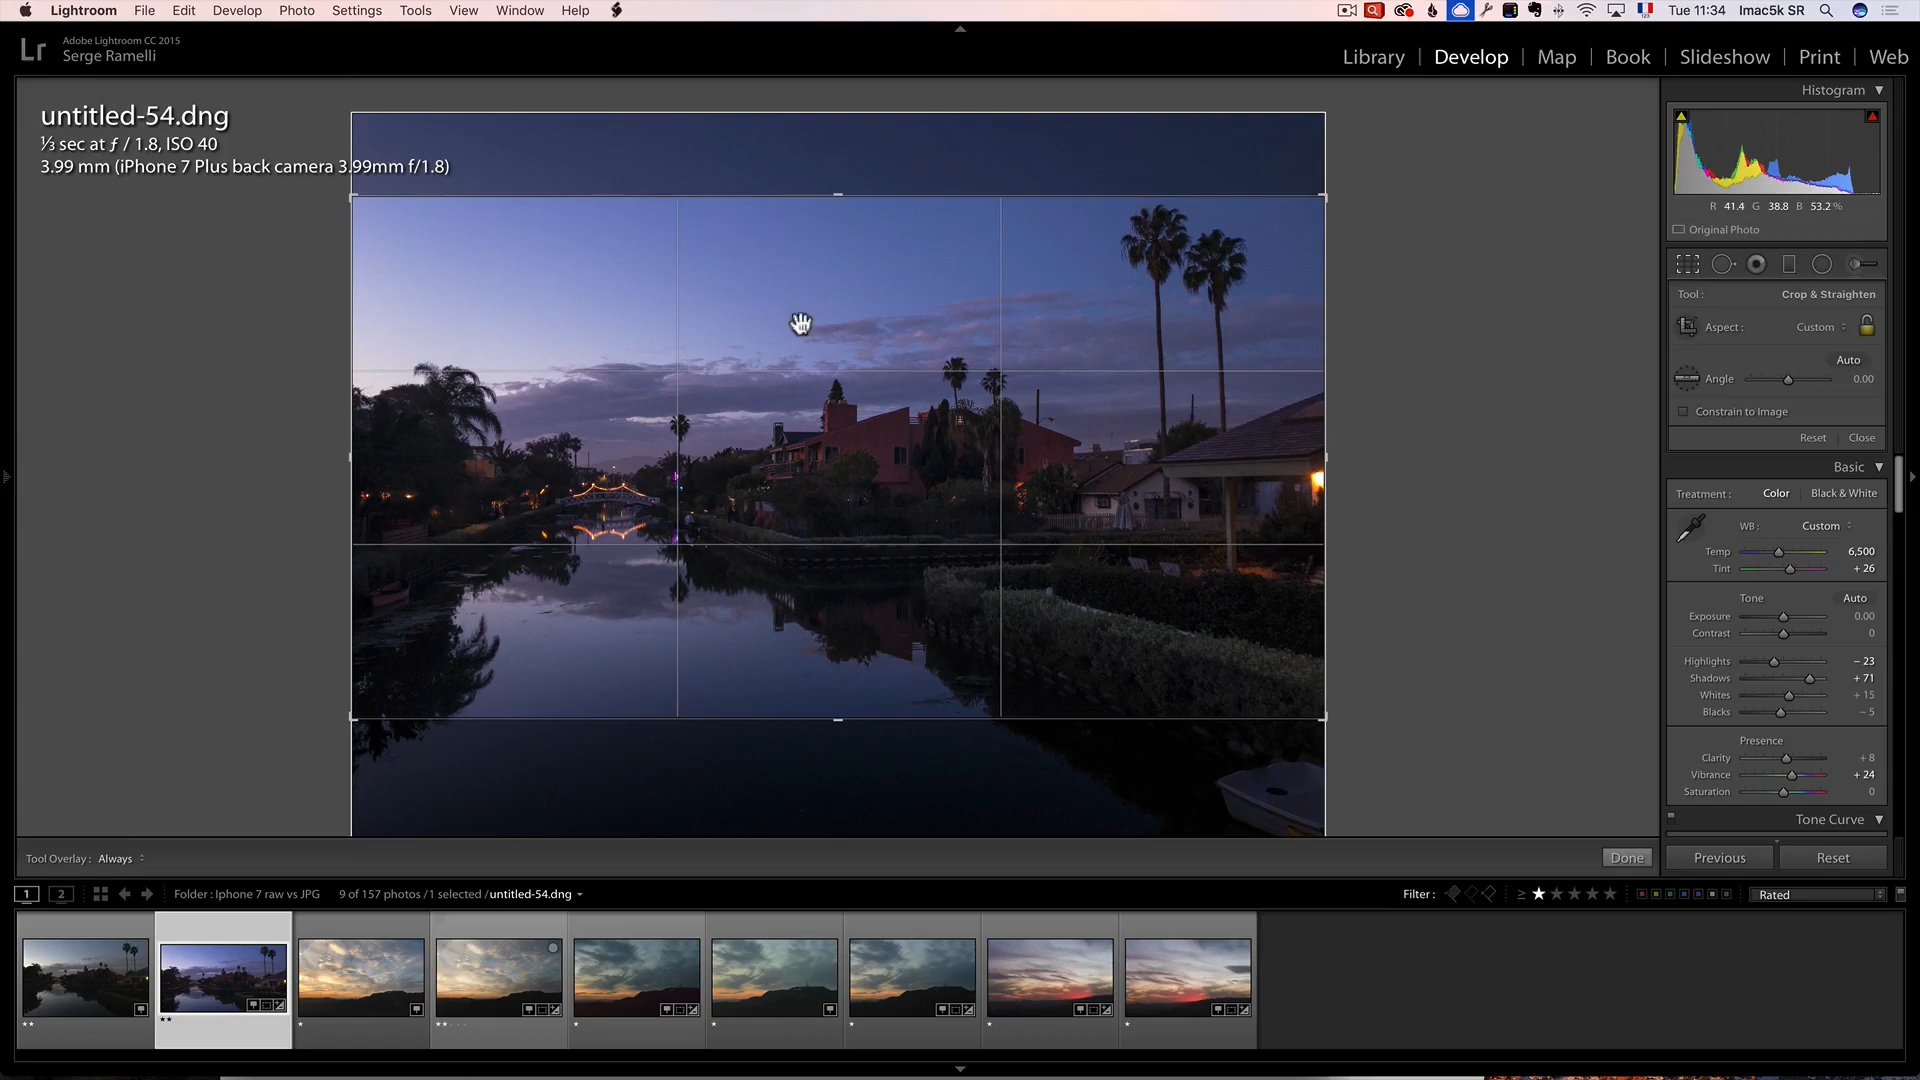 Lightroom File Edit Develop Photo Settings Tools View Window Help
Tue 11:34 Imac5k SR
Lr Adobe Lightroom CC 2015
Serge Ramelli
Library | Develop | Map | Book | Slideshow | Print | Web
untitled-54.dng
⅓ sec at ƒ / 1.8, ISO 40
3.99 mm (iPhone 7 Plus back camera 3.99mm f/1.8)
Histogram
R 41.4 G 38.8 B 53.2 %
Original Photo
Tool : Crop & Straighten
Aspect : Custom
Auto
Angle 0.00
Constrain to Image
Reset Close
Basic
Treatment : Color Black & White
WB : Custom
Temp 6,500
Tint + 26
Tone Auto
Exposure 0.00
Contrast 0
Highlights − 23
Shadows + 71
Whites + 15
Blacks − 5
Presence
Clarity + 8
Vibrance + 24
Saturation 0
Tone Curve
Previous Reset
Tool Overlay : Always Done
1 2 Folder : Iphone 7 raw vs JPG 9 of 157 photos / 1 selected / untitled-54.dng Filter : ≥ Rated